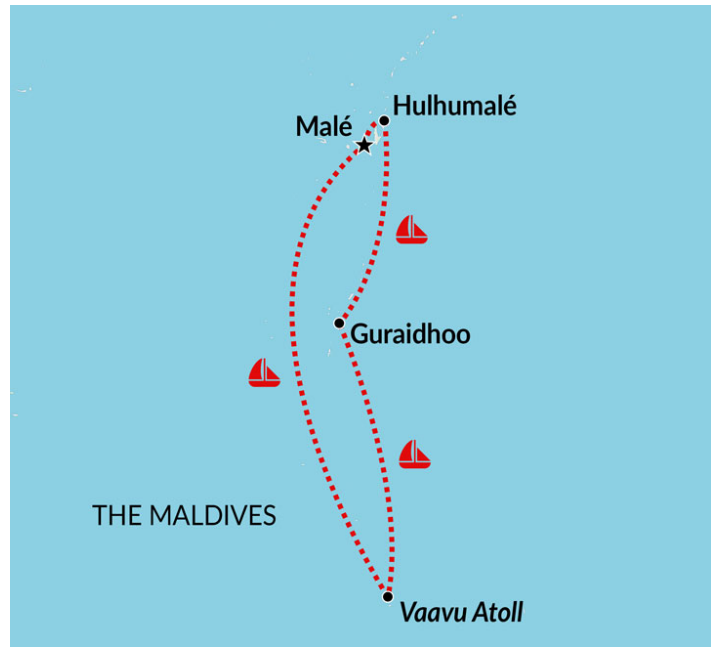 Hulhumalé
Malé
Guraidhoo
THE MALDIVES
Vaavu Atoll